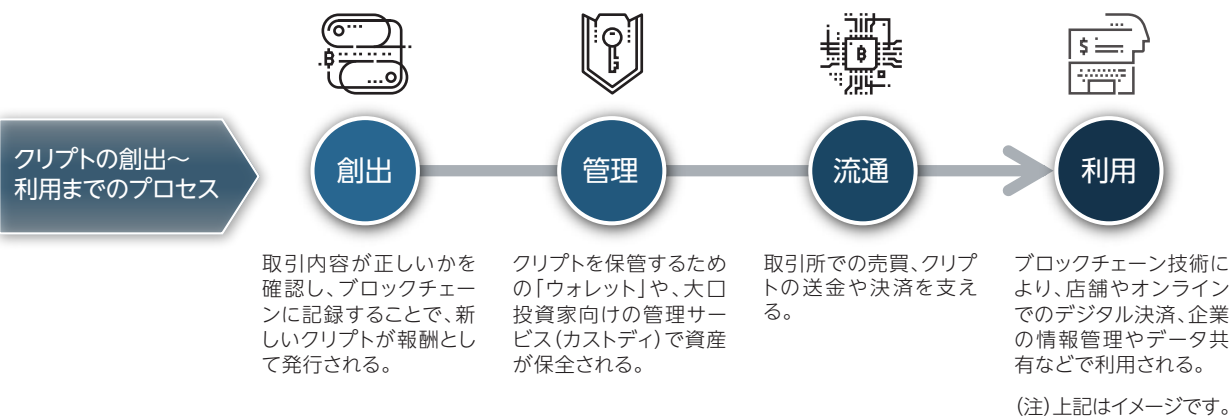 クリプトの創出～
利用までのプロセス
創出
管理
流通
利用
取引内容が正しいかを
確認し、ブロックチェー
ンに記録することで、新
しいクリプトが報酬とし
て発行される。
クリプトを保管するため
の「ウォレット」や、大口
投資家向けの管理サー
ビス(カストディ)で資産
が保全される。
取引所での売買、クリプ
トの送金や決済を支え
る。
ブロックチェーン技術に
より、店舗やオンライン
でのデジタル決済、企業
の情報管理やデータ共
有などで利用される。
(注)上記はイメージです。